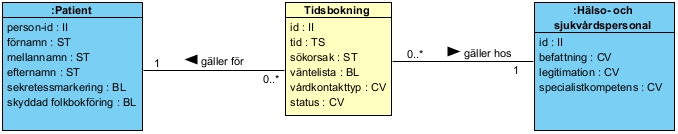 :Patient
person-id : II
förnamn : ST
mellannamn : ST
efternamn : ST
sekretessmarkering : BL
skyddad folkbokföring : BL
1
gäller för
0..*
Tidsbokning
id : II
tid : TS
sökorsak : ST
väntelista : BL
vårdkontakttyp : CV
status : CV
0..*
gäller hos
1
:Hälso- och
sjukvårdspersonal
id : II
befattning : CV
legitimation : CV
specialistkompetens : CV